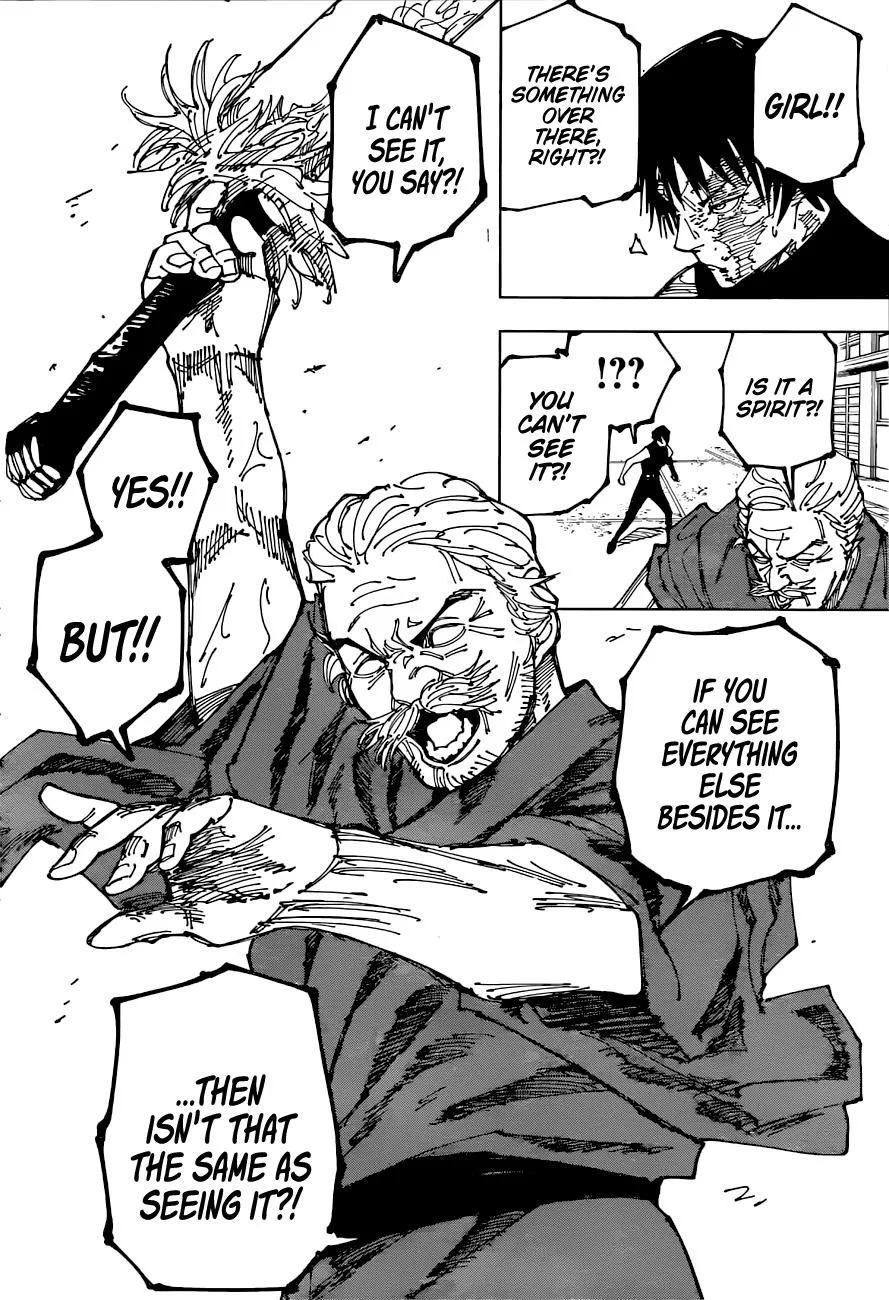 GIRL!!
THERE'S
SOMETHING
OVER
THERE,
RIGHT?!
IS IT A
SPIRIT?!
!??
YOU
CAN'T
SEE
IT?!
I CAN'T
SEE IT,
YOU SAY?!
YES!!
BUT!!
IF YOU
CAN SEE
EVERYTHING
ELSE
BESIDES IT...
...THEN
ISN'T THAT
THE SAME AS
SEEING IT?!